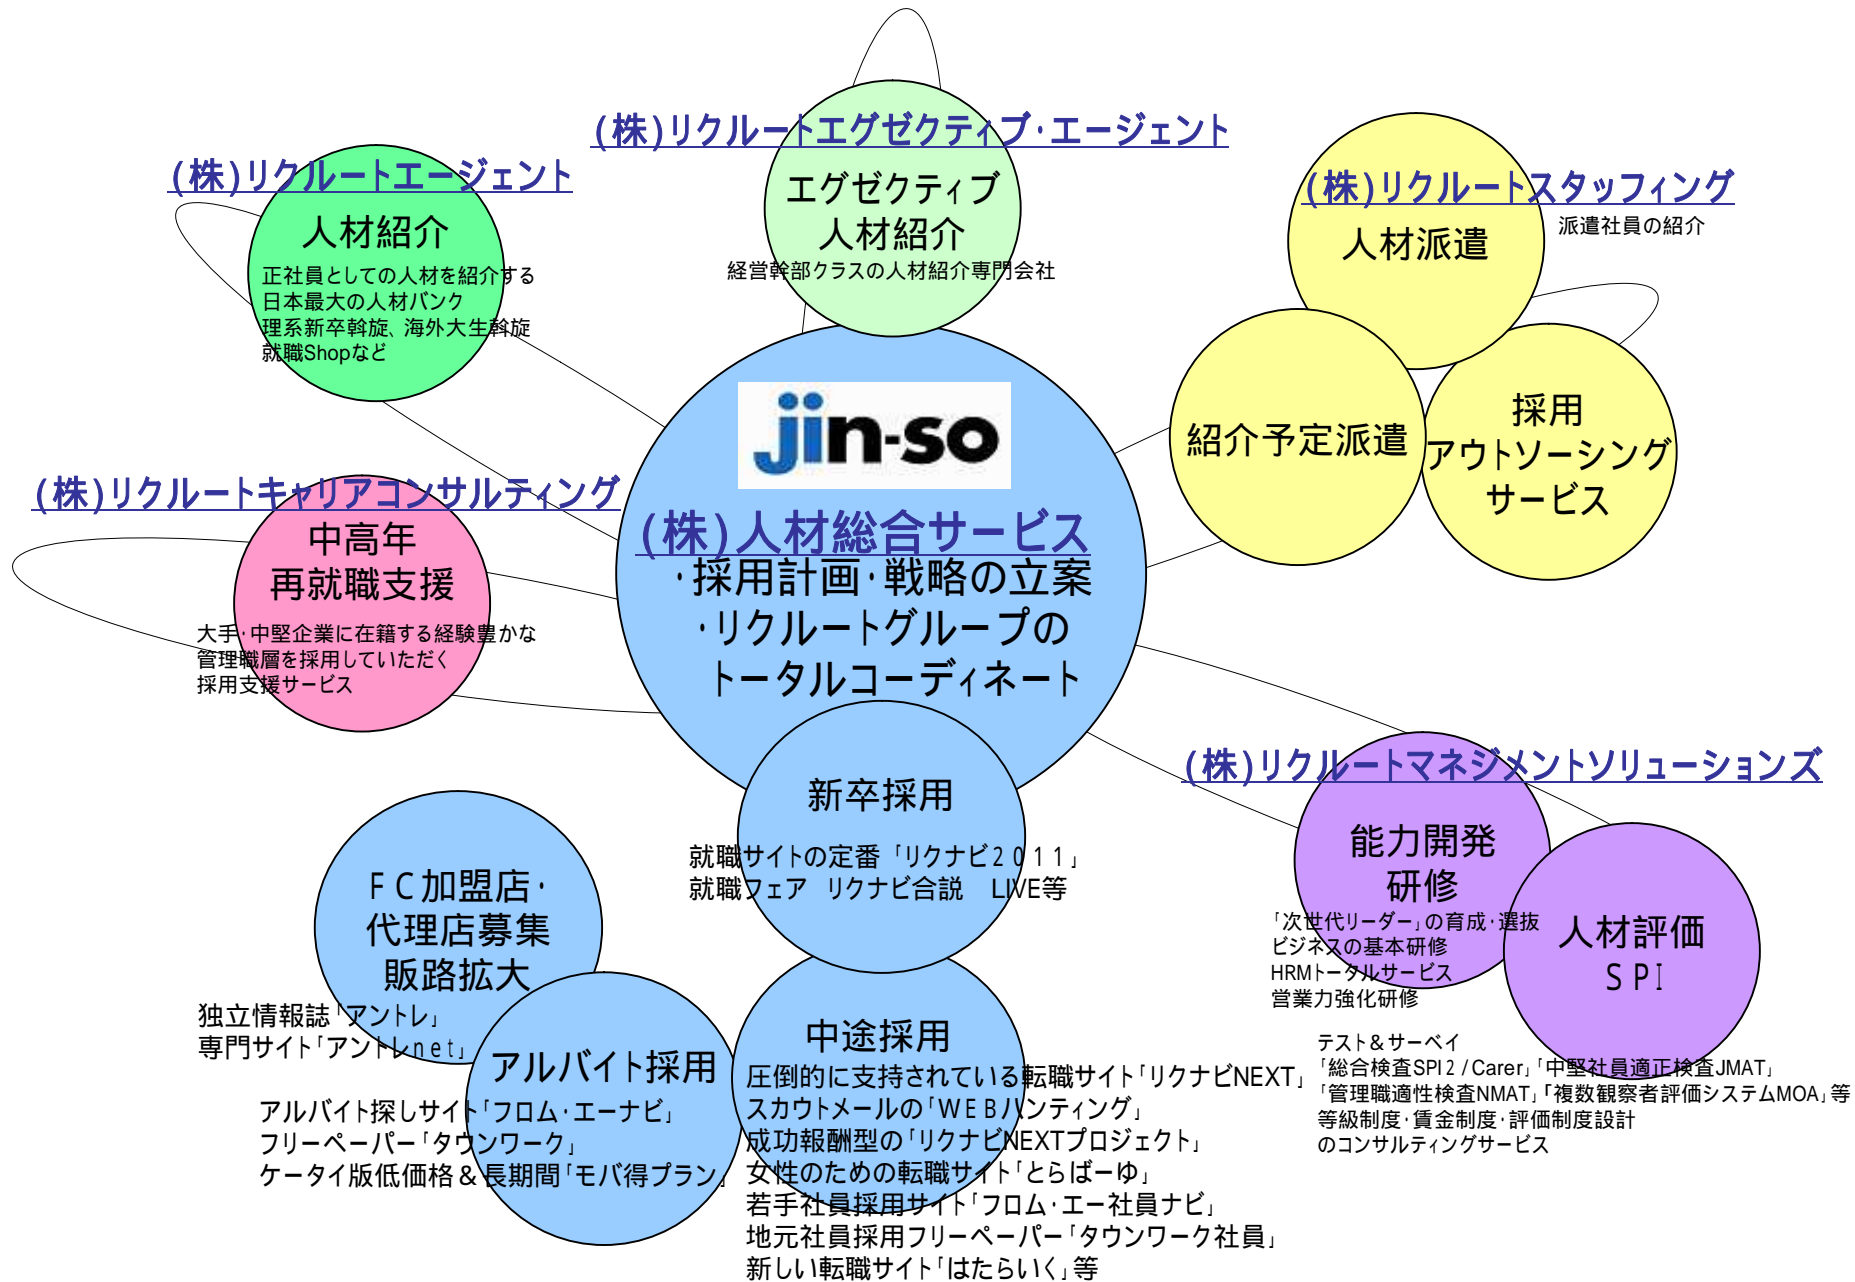 (株)リクルートエグゼクティブ・エージェント
エグゼクティブ
人材紹介
経営幹部クラスの人材紹介専門会社
(株)リクルートエージェント
人材紹介
正社員としての人材を紹介する
日本最大の人材バンク
理系新卒斡旋、海外大生斡旋
就職Shopなど
(株)リクルートスタッフィング
派遣社員の紹介
人材派遣
紹介予定派遣
採用
アウトソーシング
サービス
jin-so
(株)人材総合サービス
・採用計画・戦略の立案
・リクルートグループの
トータルコーディネート
(株)リクルートキャリアコンサルティング
中高年
再就職支援
大手・中堅企業に在籍する経験豊かな
管理職層を採用していただく
採用支援サービス
(株)リクルートマネジメントソリューションズ
能力開発
研修
「次世代リーダー」の育成・選抜
ビジネスの基本研修
HRMトータルサービス
営業力強化研修
人材評価
SPI
テスト&サーベイ
「総合検査SPI2/Carer」「中堅社員適正検査JMAT」
「管理職適性検査NMAT」「複数観察者評価システムMOA」等
等級制度・賃金制度・評価制度設計
のコンサルティングサービス
新卒採用
就職サイトの定番「リクナビ2011」
就職フェア リクナビ合説 LIVE等
FC加盟店・
代理店募集
販路拡大
独立情報誌「アントレ」
専門サイト「アントレnet」
アルバイト採用
アルバイト探しサイト「フロム・エーナビ」
フリーペーパー「タウンワーク」
ケータイ版低価格&長期間「モバ得プラン」
中途採用
圧倒的に支持されている転職サイト「リクナビNEXT」
スカウトメールの「WEBハンティング」
成功報酬型の「リクナビNEXTプロジェクト」
女性のための転職サイト「とらばーゆ」
若手社員採用サイト「フロム・エー社員ナビ」
地元社員採用フリーペーパー「タウンワーク社員」
新しい転職サイト「はたらいく」等